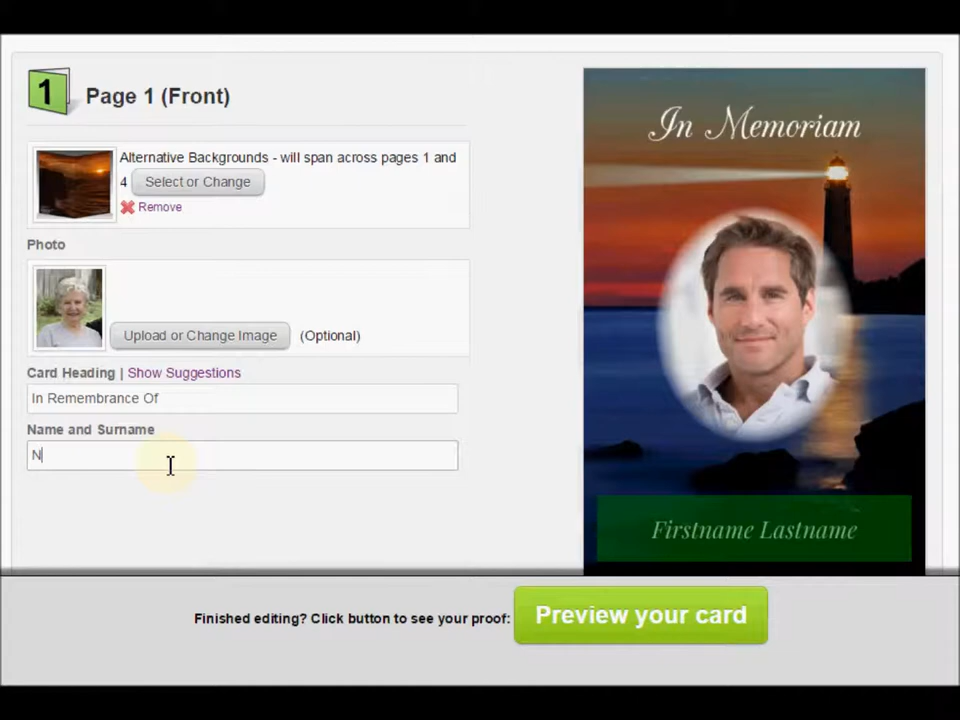 1 Page 1 (Front)
Alternative Backgrounds - will span across pages 1 and
4 Select or Change
Remove
Photo
Upload or Change Image (Optional)
Card Heading | Show Suggestions
In Remembrance Of
Name and Surname
N
In Memoriam
Firstname Lastname
Finished editing? Click button to see your proof: Preview your card